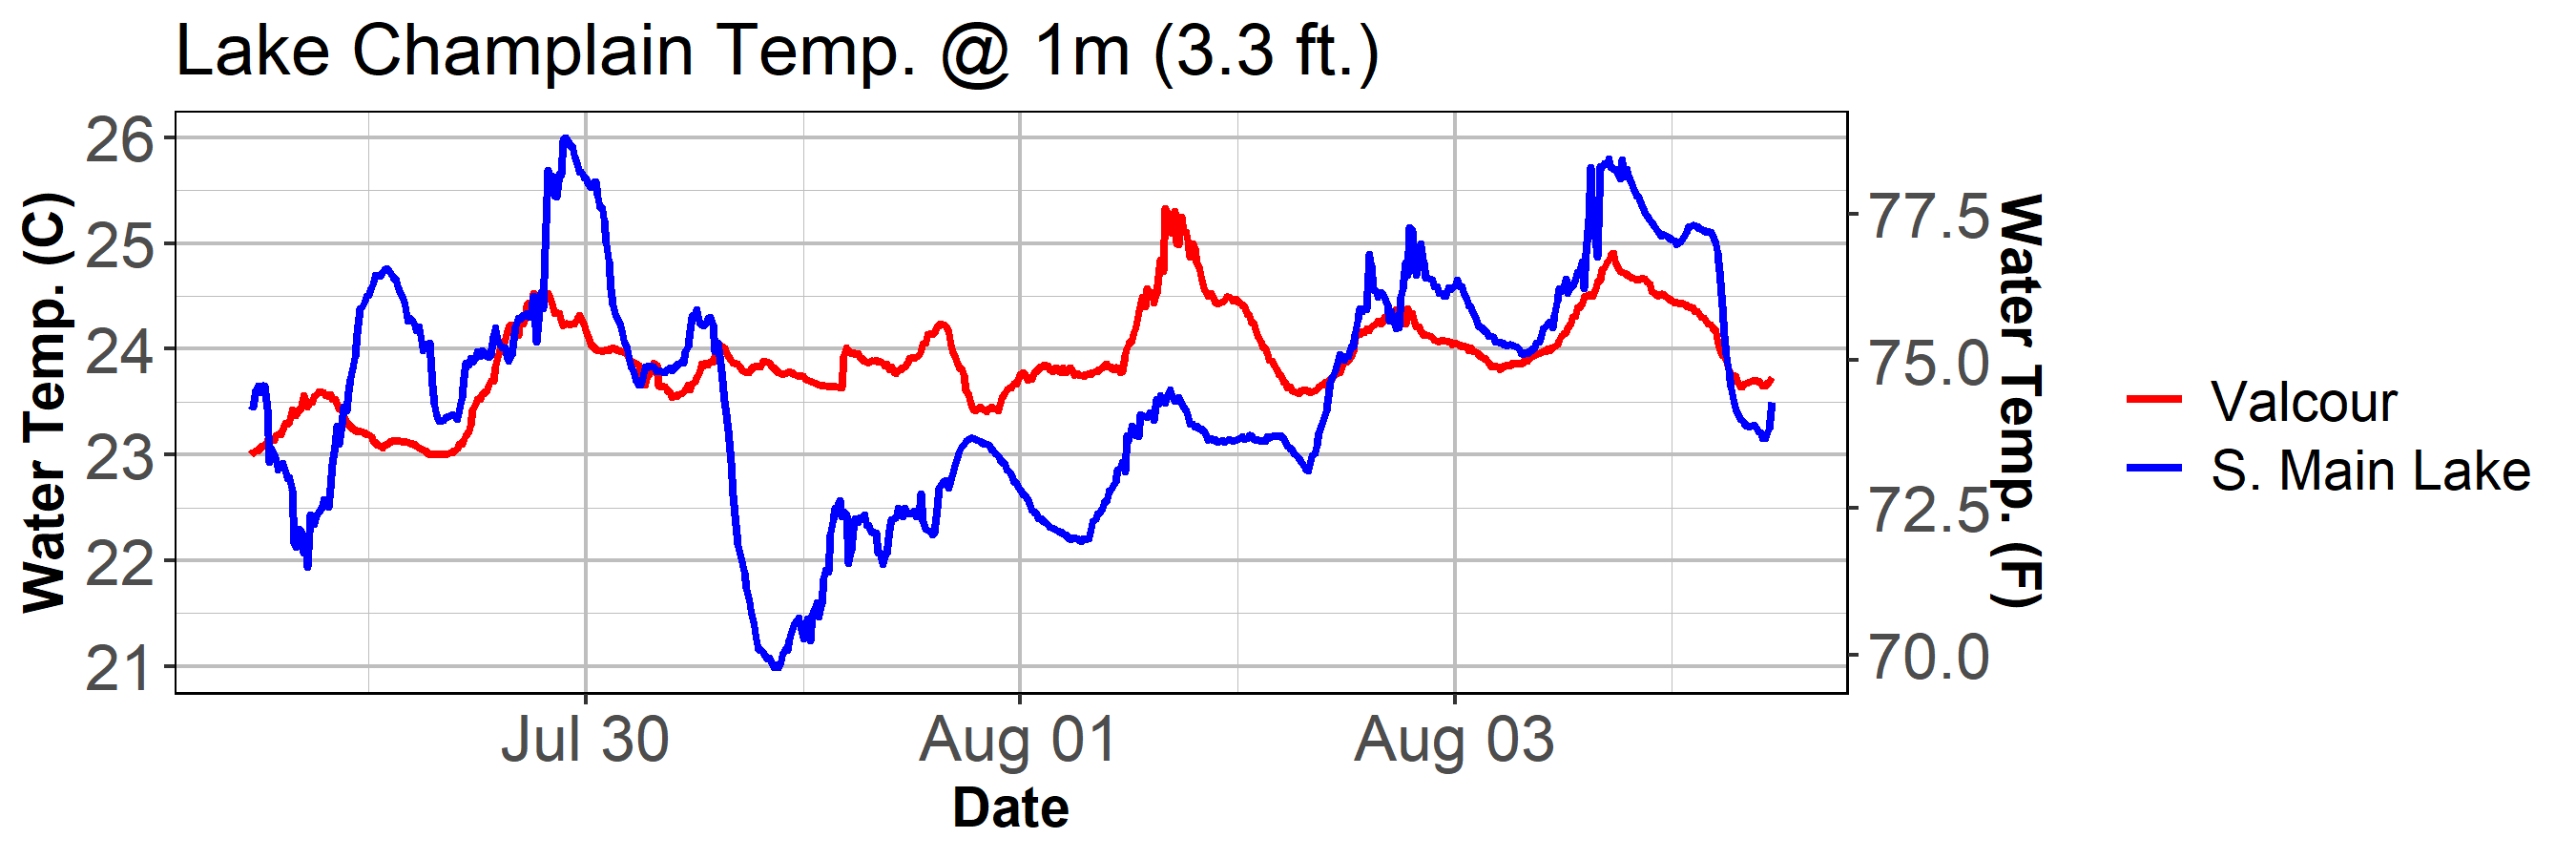 Lake Champlain Temp. @ 1m (3.3 ft.)
Water Temp. (C)
26
25
24
23
22
21
77.5
75.0
72.5
70.0
Water Temp. (F)
Jul 30
Aug 01
Aug 03
Date
Valcour
S. Main Lake